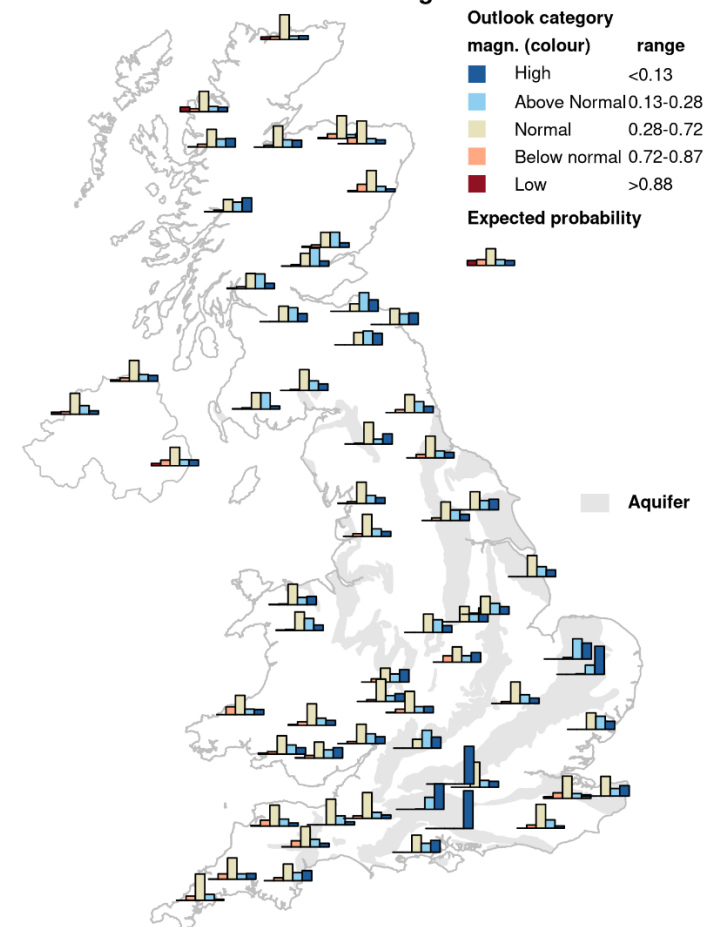 Outlook category
magn. (colour) range
High <0.13
Above Normal 0.13-0.28
Normal 0.28-0.72
Below normal 0.72-0.87
Low >0.88
Expected probability
Aquifer